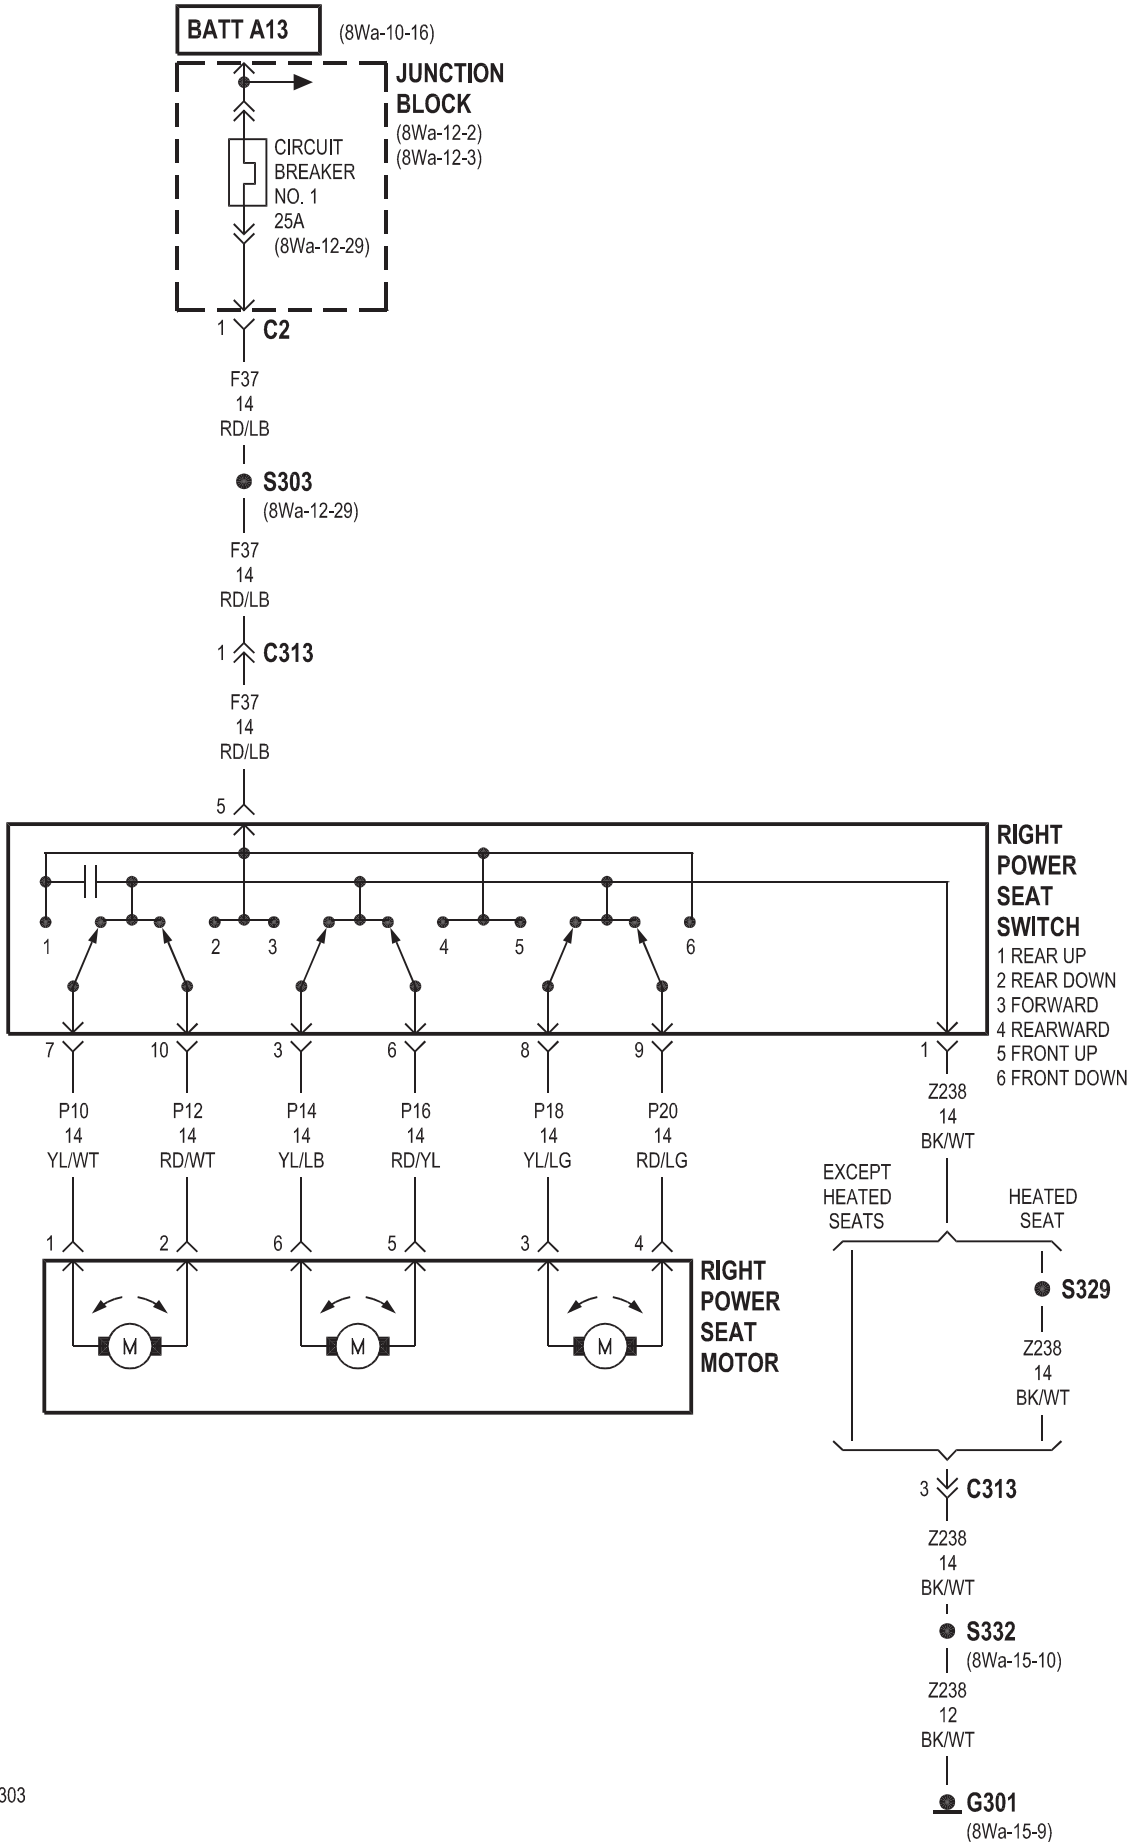 BATT A13 (8Wa-10-16)
JUNCTION
BLOCK
(8Wa-12-2)
(8Wa-12-3)
CIRCUIT
BREAKER
NO. 1
25A
(8Wa-12-29)
1 C2
F37
14
RD/LB
S303
(8Wa-12-29)
F37
14
RD/LB
1 C313
F37
14
RD/LB
5
RIGHT
POWER
SEAT
SWITCH
1 REAR UP
2 REAR DOWN
3 FORWARD
4 REARWARD
5 FRONT UP
6 FRONT DOWN
1 2 3 4 5 6
7 10 3 6 8 9 1
P10 P12 P14 P16 P18 P20
14 14 14 14 14 14
YL/WT RD/WT YL/LB RD/YL YL/LG RD/LG
Z238
14
BK/WT
EXCEPT
HEATED
SEATS
HEATED
SEAT
1 2 6 5 3 4
RIGHT
POWER
SEAT
MOTOR
M M M
S329
Z238
14
BK/WT
3 C313
Z238
14
BK/WT
S332
(8Wa-15-10)
Z238
12
BK/WT
G301
(8Wa-15-9)
303